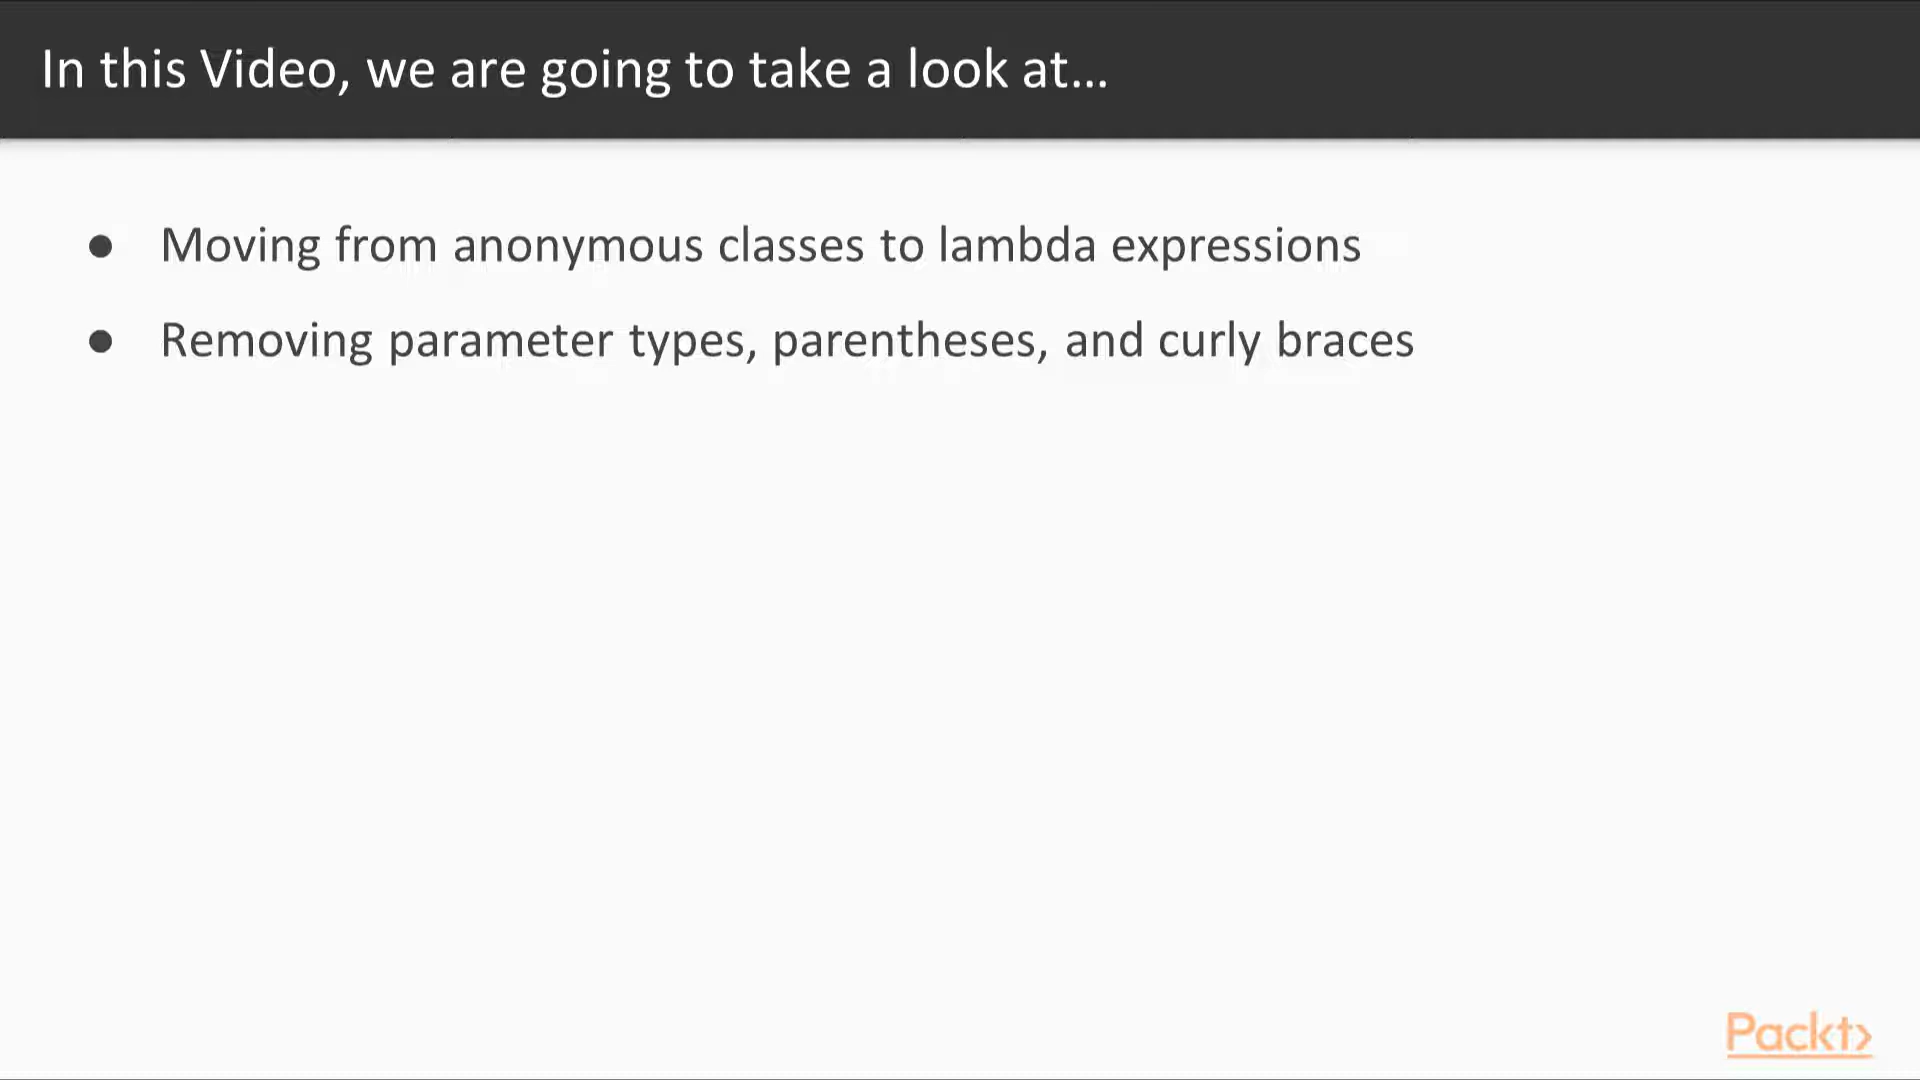 In this Video, we are going to take a look at...
● Moving from anonymous classes to lambda expressions
● Removing parameter types, parentheses, and curly braces
Packt>